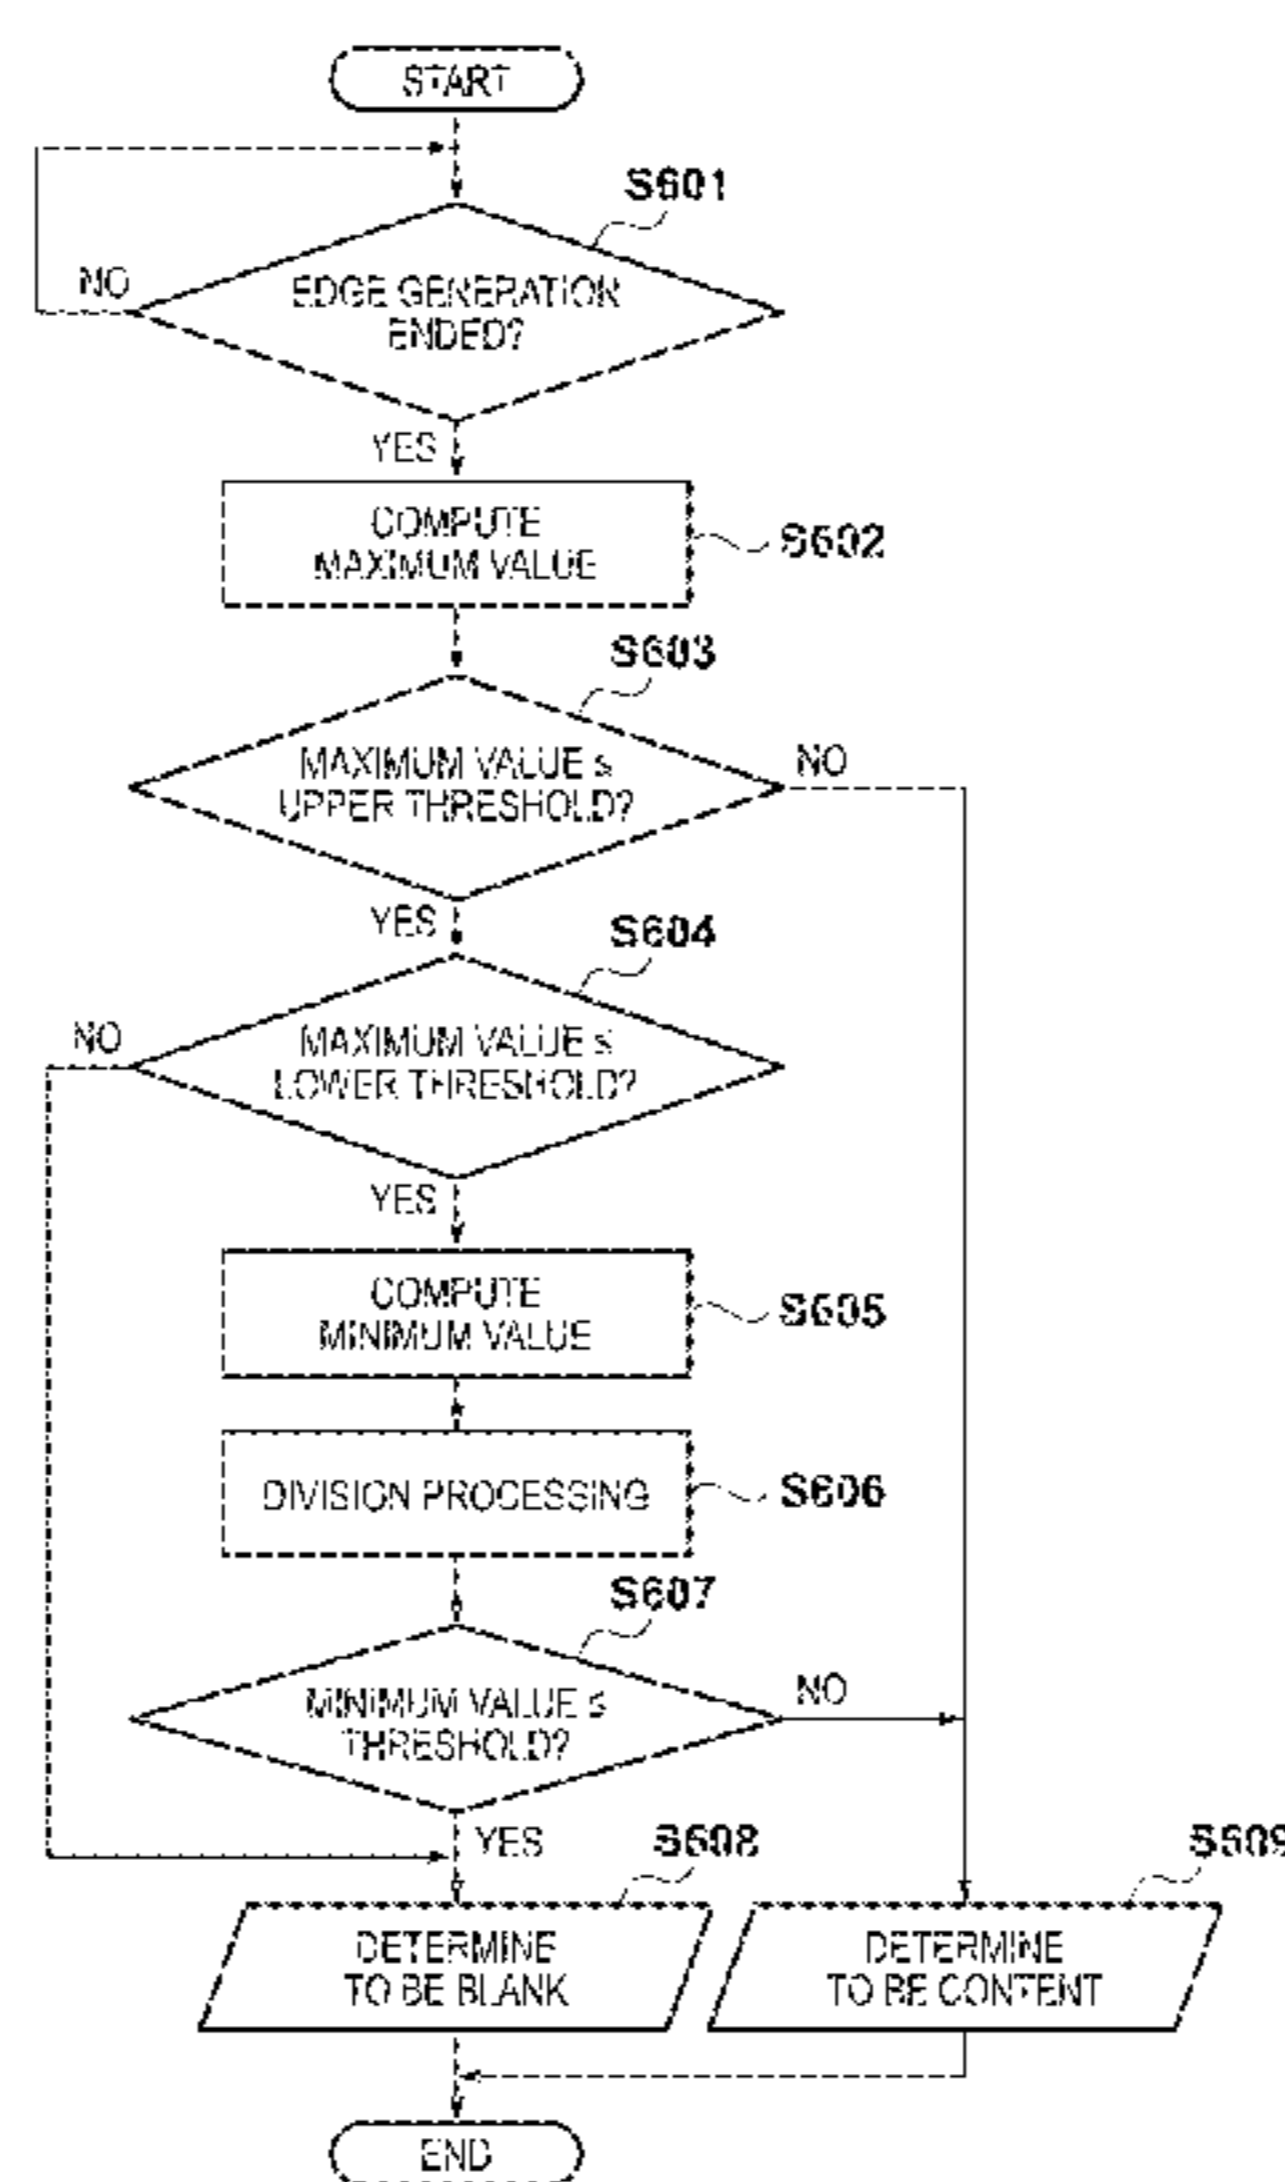 START
S601
NO
EDGE GENERATION
ENDED?
YES
COMPUTE
MAXIMUM VALUE
S602
S603
MAXIMUM VALUE ≤
UPPER THRESHOLD?
NO
YES
S604
NO
MAXIMUM VALUE ≤
LOWER THRESHOLD?
YES
COMPUTE
MINIMUM VALUE
S605
DIVISION PROCESSING
S606
S607
MINIMUM VALUE ≤
THRESHOLD?
NO
YES
S608
S609
DETERMINE
TO BE BLANK
DETERMINE
TO BE CONTENT
END